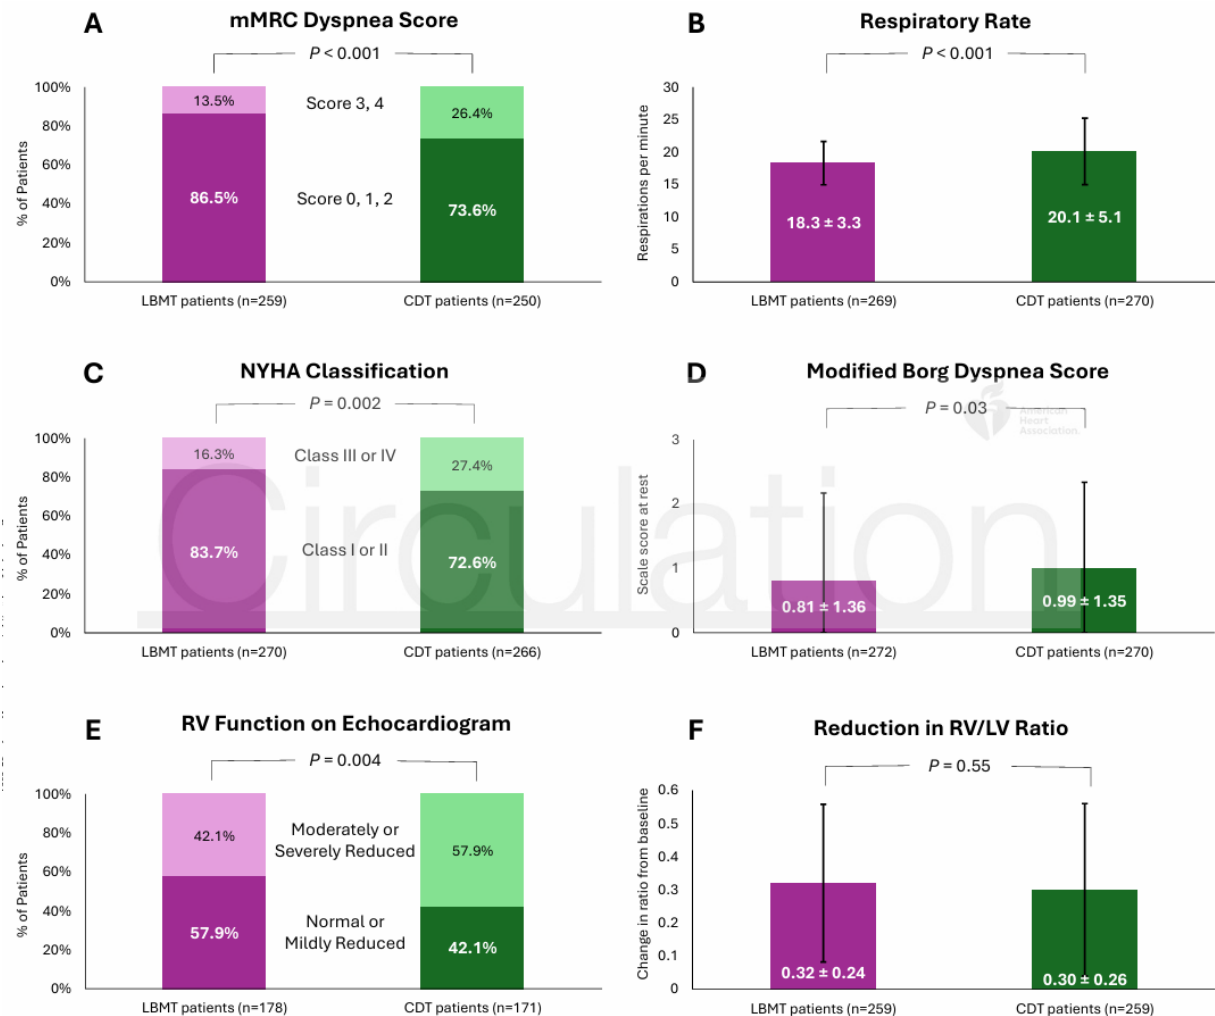 A
mMRC Dyspnea Score
P < 0.001
% of Patients
100%
80%
60%
40%
20%
0%
13.5%
86.5%
Score 3, 4
Score 0, 1, 2
26.4%
73.6%
LBMT patients (n=259)
CDT patients (n=250)
B
Respiratory Rate
P < 0.001
Respirations per minute
30
25
20
15
10
5
0
18.3 ± 3.3
20.1 ± 5.1
LBMT patients (n=269)
CDT patients (n=270)
C
NYHA Classification
P = 0.002
% of Patients
100%
80%
60%
40%
20%
0%
16.3%
83.7%
Class III or IV
Class I or II
27.4%
72.6%
LBMT patients (n=270)
CDT patients (n=266)
D
Modified Borg Dyspnea Score
P = 0.03
American
Heart
Association.
Scale score at rest
3
2
1
0
0.81 ± 1.36
0.99 ± 1.35
LBMT patients (n=272)
CDT patients (n=270)
Circulation
E
RV Function on Echocardiogram
P = 0.004
% of Patients
100%
80%
60%
40%
20%
0%
42.1%
57.9%
Moderately or
Severely Reduced
Normal or
Mildly Reduced
57.9%
42.1%
LBMT patients (n=178)
CDT patients (n=171)
F
Reduction in RV/LV Ratio
P = 0.55
Change in ratio from baseline
0.6
0.5
0.4
0.3
0.2
0.1
0
0.32 ± 0.24
0.30 ± 0.26
LBMT patients (n=259)
CDT patients (n=259)